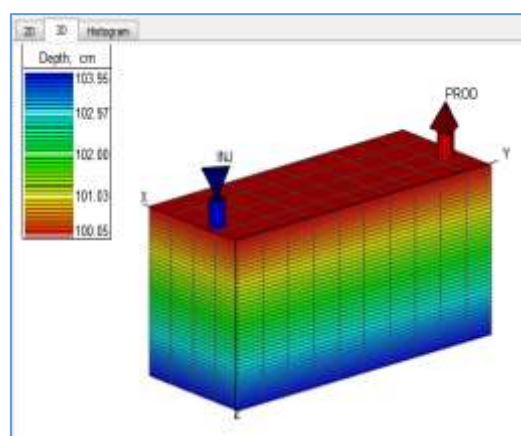 2D 3D Histogram
Depth, cm
103.95
102.97
102.00
101.03
100.05
INJ
PROD
X
Y
Z